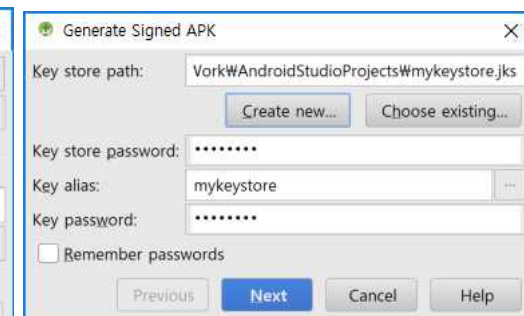 Generate Signed APK
Key store path: Vork₩AndroidStudioProjects₩mykeystore.jks
Create new... Choose existing...
Key store password: ••••••••
Key alias: mykeystore ...
Key password: ••••••••
Remember passwords
Previous Next Cancel Help